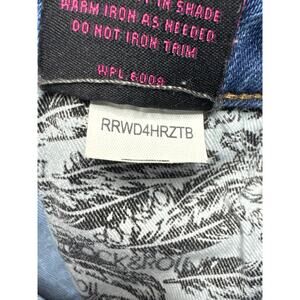 IN SHADE
WARM IRON AS NEEDED
DO NOT IRON TRIM
WPL 6009
RRWD4HRZTB